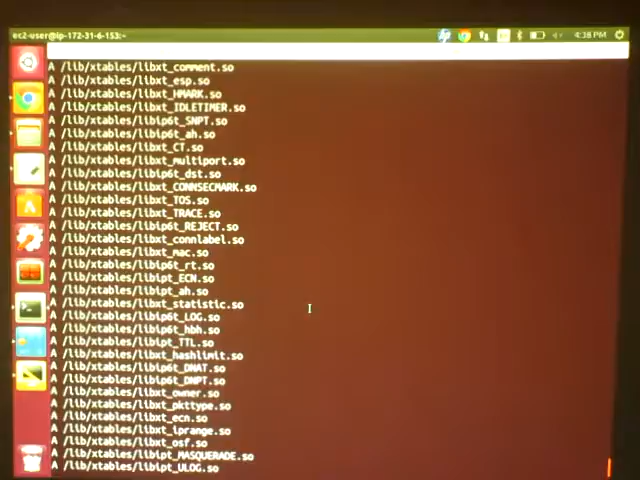 ec2-user@ip-172-31-6-153:~
4:38 PM
A /lib/xtables/libxt_comment.so
A /lib/xtables/libxt_esp.so
A /lib/xtables/libxt_HMARK.so
A /lib/xtables/libxt_IDLETIMER.so
A /lib/xtables/libip6t_SNPT.so
A /lib/xtables/libip6t_ah.so
A /lib/xtables/libxt_CT.so
A /lib/xtables/libxt_multiport.so
A /lib/xtables/libip6t_dst.so
A /lib/xtables/libxt_CONNSECMARK.so
A /lib/xtables/libxt_TOS.so
A /lib/xtables/libxt_TRACE.so
A /lib/xtables/libip6t_REJECT.so
A /lib/xtables/libxt_connlabel.so
A /lib/xtables/libxt_mac.so
A /lib/xtables/libip6t_rt.so
A /lib/xtables/libipt_ECN.so
A /lib/xtables/libipt_ah.so
A /lib/xtables/libxt_statistic.so
A /lib/xtables/libip6t_LOG.so
A /lib/xtables/libip6t_hbh.so
A /lib/xtables/libipt_TTL.so
A /lib/xtables/libxt_hashlimit.so
A /lib/xtables/libip6t_DNAT.so
A /lib/xtables/libip6t_DNPT.so
A /lib/xtables/libxt_owner.so
A /lib/xtables/libxt_pkttype.so
A /lib/xtables/libxt_ecn.so
A /lib/xtables/libxt_iprange.so
A /lib/xtables/libxt_osf.so
A /lib/xtables/libipt_MASQUERADE.so
A /lib/xtables/libipt_ULOG.so